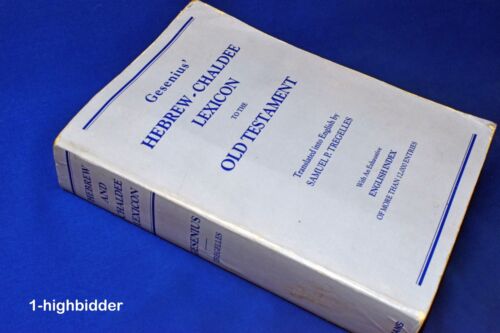 Gesenius'
HEBREW-CHALDEE
LEXICON
TO THE
OLD TESTAMENT
Translated into English by
SAMUEL P. TREGELLES
With An Exhaustive
ENGLISH INDEX
OF MORE THAN 12,000 ENTRIES
HEBREW
AND
CHALDEE
LEXICON
GESENIUS
TREGELLES
1-highbidder